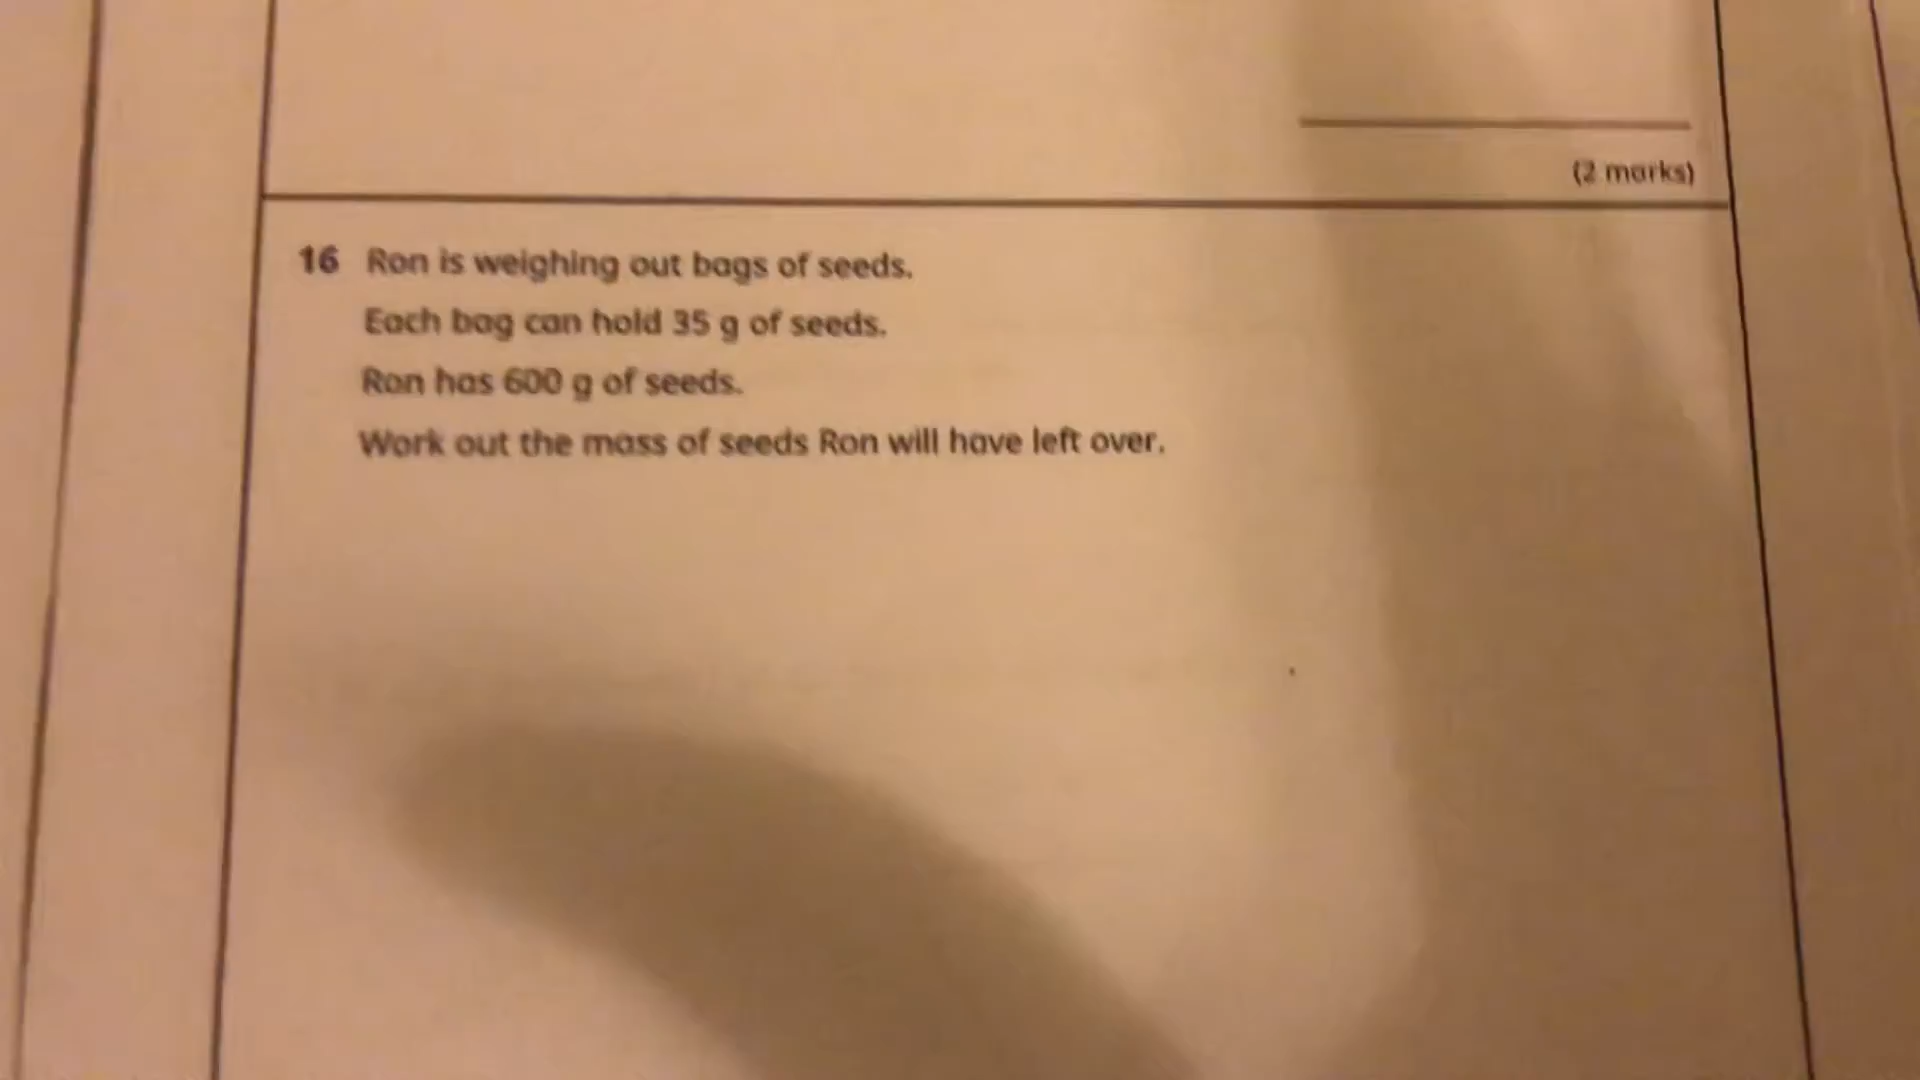 (2 marks)
16 Ron is weighing out bags of seeds.
Each bag can hold 35 g of seeds.
Ron has 600 g of seeds.
Work out the mass of seeds Ron will have left over.